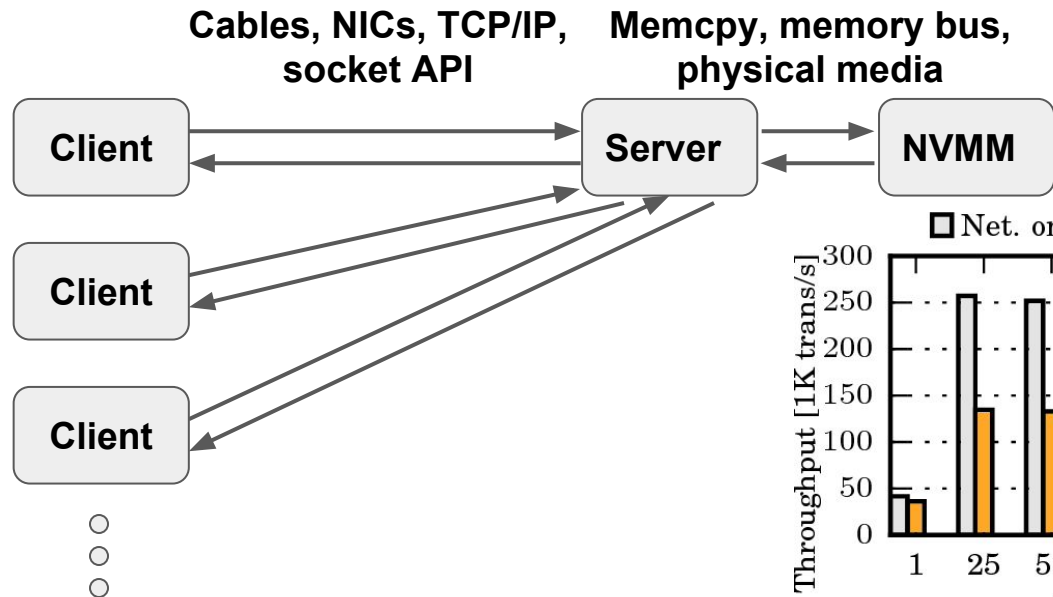 Cables, NICs, TCP/IP,
socket API
Memcpy, memory bus,
physical media
Client
Server
NVMM
Client
Client
Net.
Throughput [1K trans/s]
300
250
200
150
100
50
0
1
25